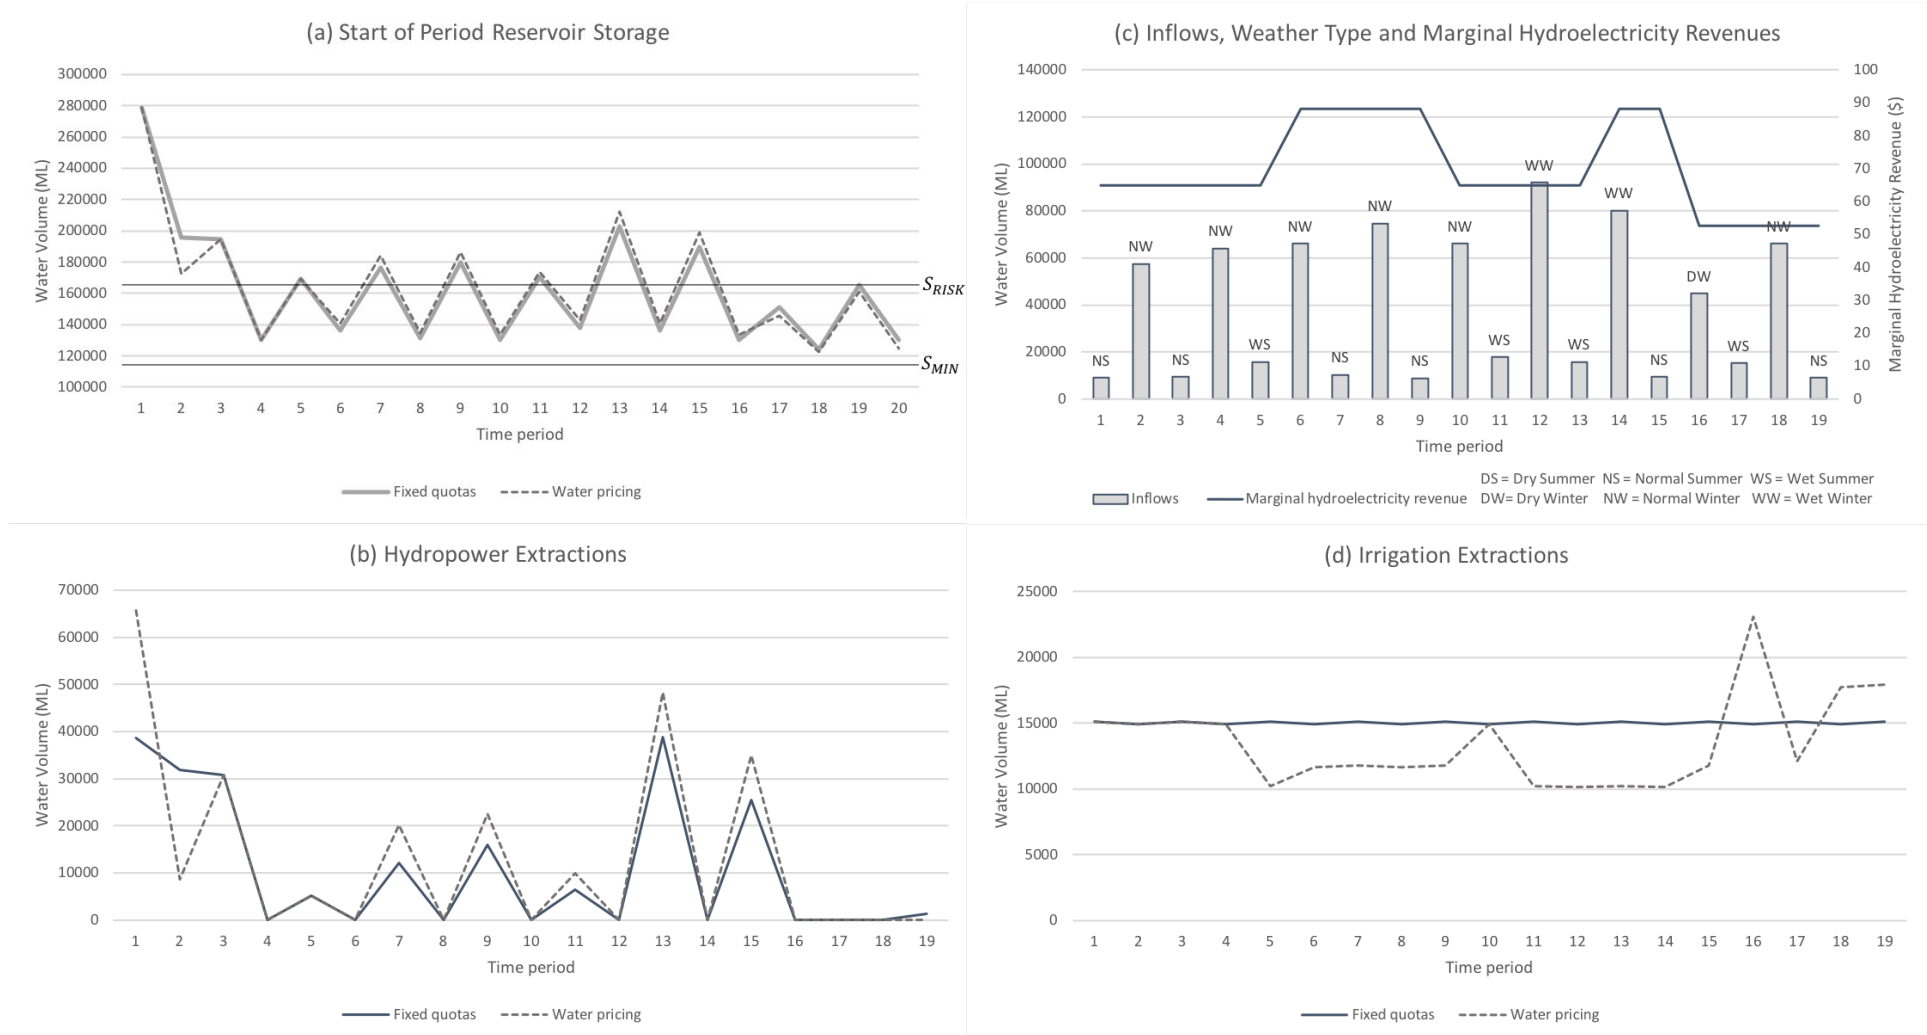 (a) Start of Period Reservoir Storage
Water Volume (ML)
300000
280000
260000
240000
220000
200000
180000
160000
140000
120000
100000
S_RISK
S_MIN
1 2 3 4 5 6 7 8 9 10 11 12 13 14 15 16 17 18 19 20
Time period
Fixed quotas Water pricing
(c) Inflows, Weather Type and Marginal Hydroelectricity Revenues
Water Volume (ML)
140000
120000
100000
80000
60000
40000
20000
0
NS NW NS NW WS NW NS NW NS NW WS WW WS WW NS DW WS NW NS
100
90
80
70
60
50
40
30
20
10
0
Marginal Hydroelectricity Revenue ($)
1 2 3 4 5 6 7 8 9 10 11 12 13 14 15 16 17 18 19
Time period
Inflows Marginal hydroelectricity revenue
DS = Dry Summer NS = Normal Summer WS = Wet Summer
DW= Dry Winter NW = Normal Winter WW = Wet Winter
(b) Hydropower Extractions
Water Volume (ML)
70000
60000
50000
40000
30000
20000
10000
0
1 2 3 4 5 6 7 8 9 10 11 12 13 14 15 16 17 18 19
Time period
Fixed quotas Water pricing
(d) Irrigation Extractions
Water Volume (ML)
25000
20000
15000
10000
5000
0
1 2 3 4 5 6 7 8 9 10 11 12 13 14 15 16 17 18 19
Time period
Fixed quotas Water pricing